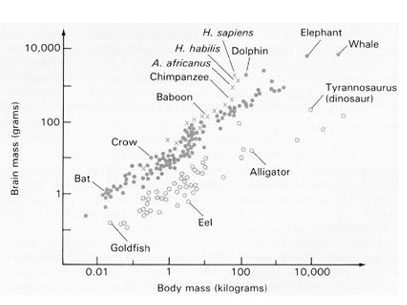 H. sapiens
Elephant
10,000
H. habilis
Dolphin
Whale
A. africanus
Chimpanzee
Tyrannosaurus
(dinosaur)
Baboon
100
Crow
Alligator
Bat
1
Eel
Goldfish
0.01
1
100
10,000
Body mass (kilograms)
Brain mass (grams)